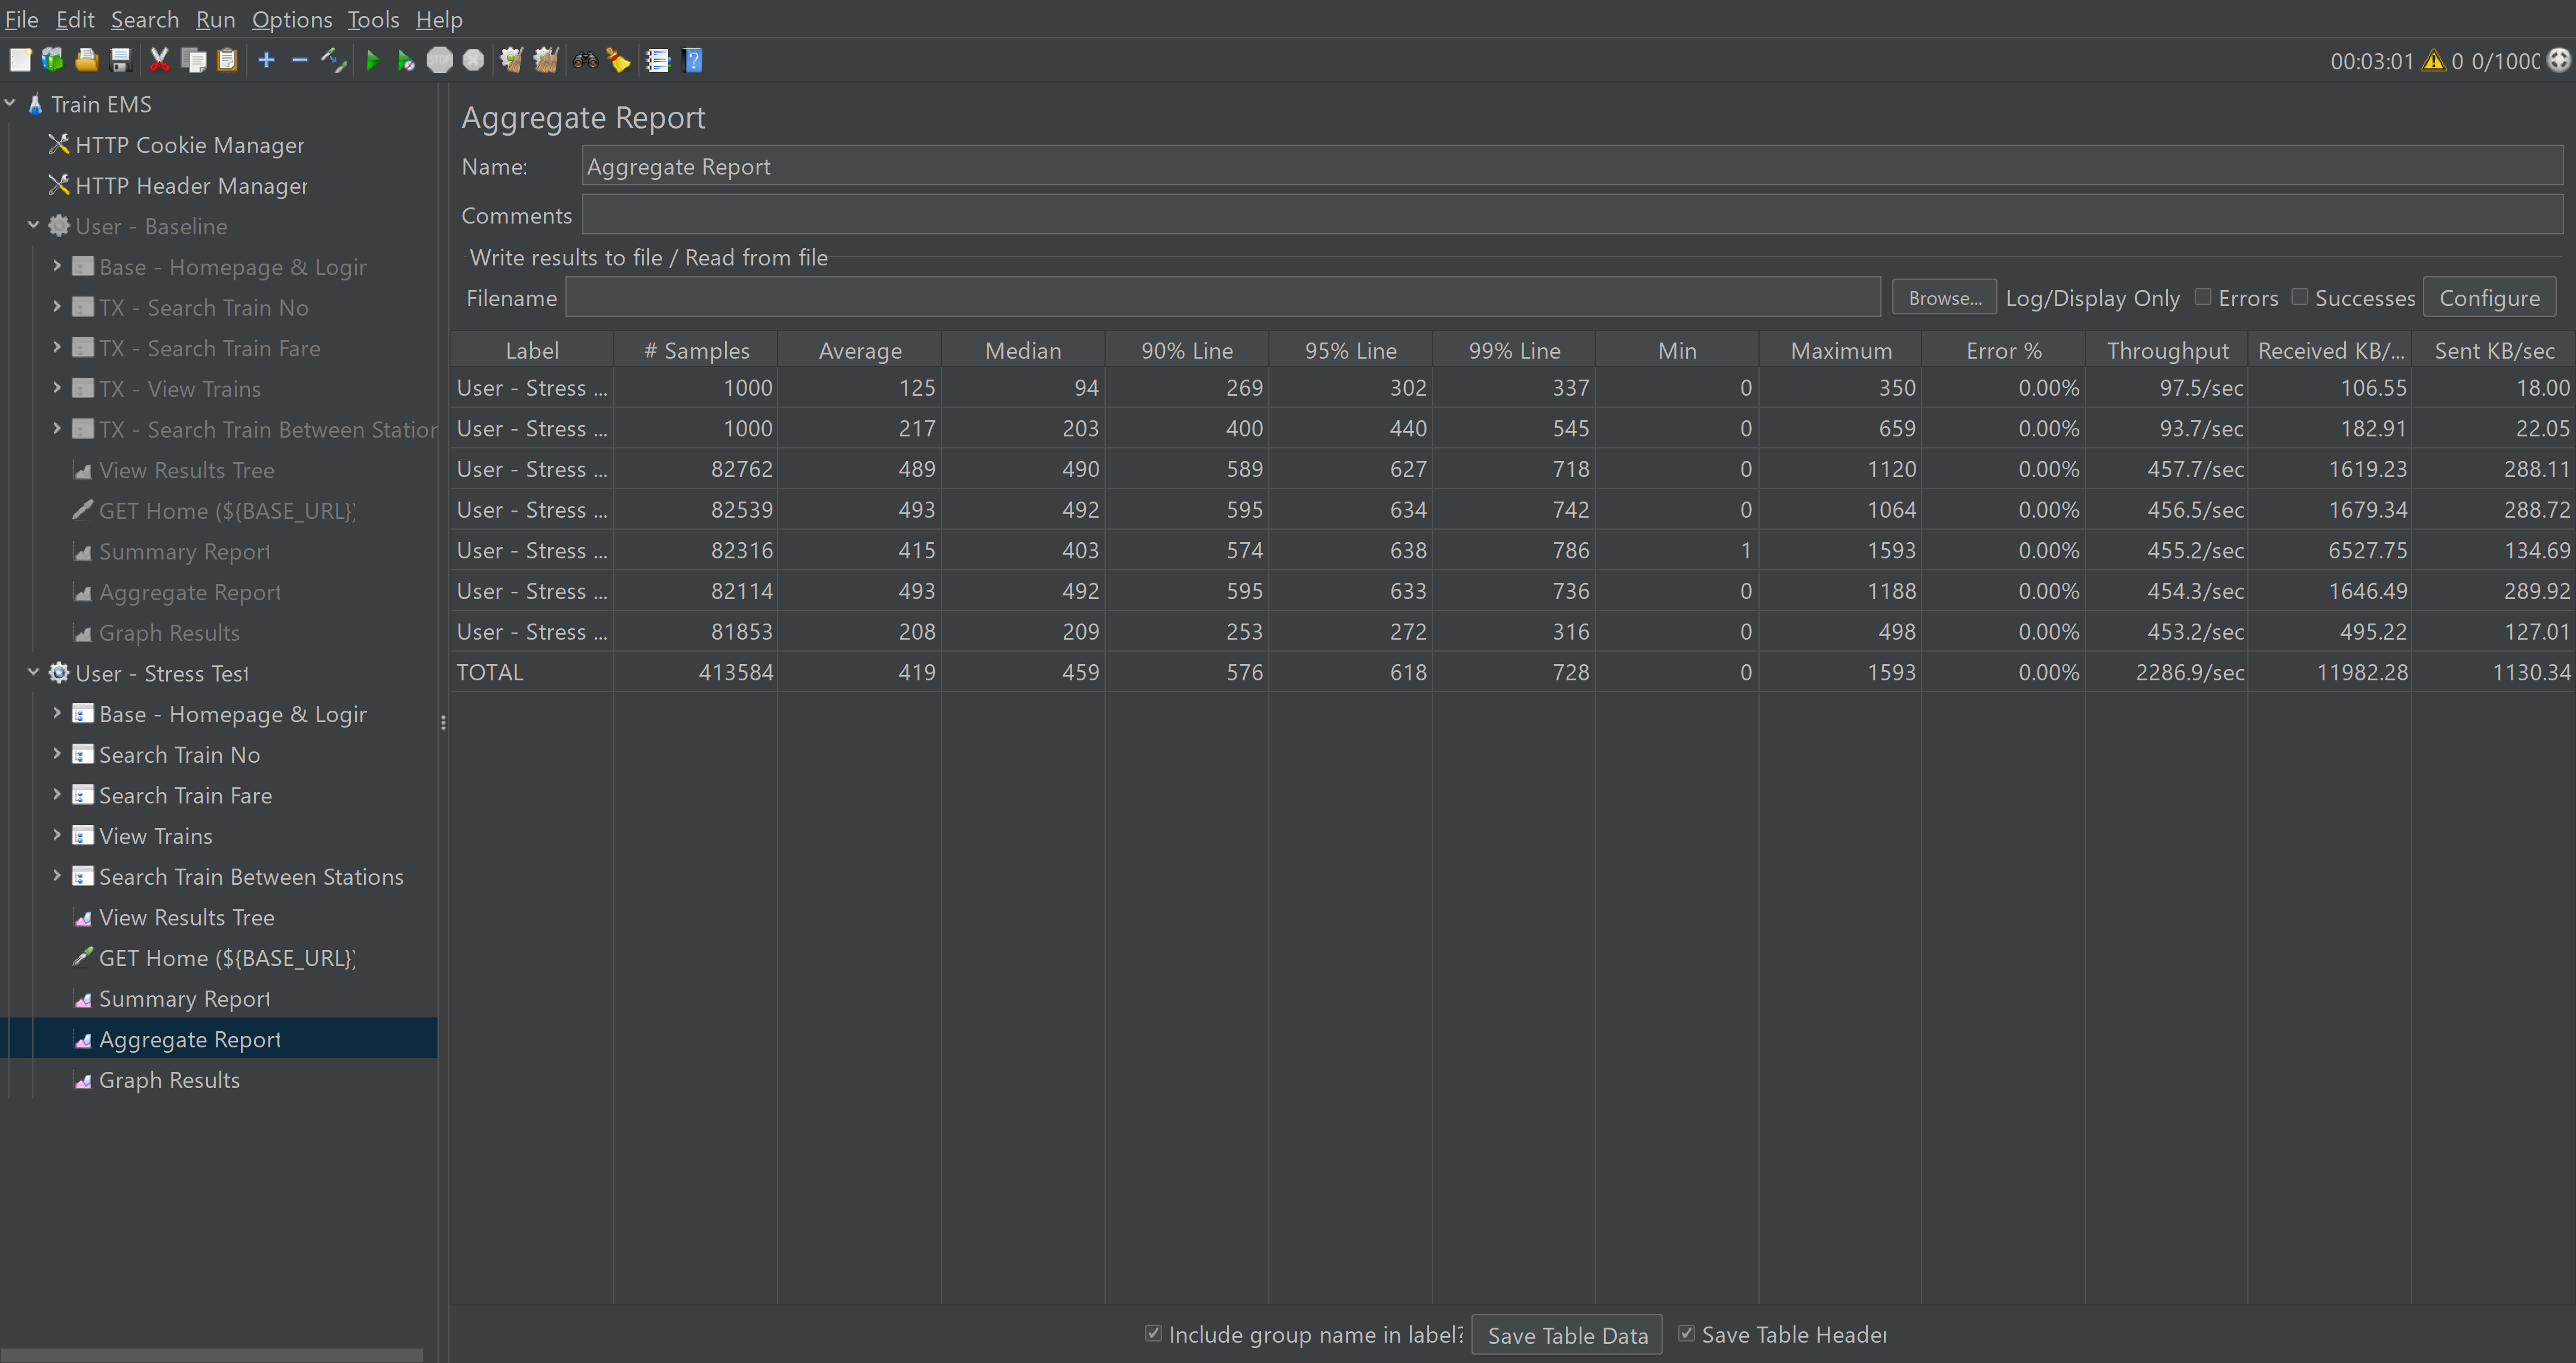 File Edit Search Run Options Tools Help
00:03:01 0 0/1000
Train EMS
HTTP Cookie Manager
HTTP Header Manager
User - Baseline
Base - Homepage & Login
TX - Search Train No
TX - Search Train Fare
TX - View Trains
TX - Search Train Between Station
View Results Tree
GET Home (${BASE_URL})
Summary Report
Aggregate Report
Graph Results
User - Stress Test
Base - Homepage & Login
Search Train No
Search Train Fare
View Trains
Search Train Between Stations
View Results Tree
GET Home (${BASE_URL})
Summary Report
Aggregate Report
Graph Results
Aggregate Report
Name: Aggregate Report
Comments
Write results to file / Read from file
Filename Browse... Log/Display Only Errors Successes Configure
Label # Samples Average Median 90% Line 95% Line 99% Line Min Maximum Error % Throughput Received KB/... Sent KB/sec
User - Stress ... 1000 125 94 269 302 337 0 350 0.00% 97.5/sec 106.55 18.00
User - Stress ... 1000 217 203 400 440 545 0 659 0.00% 93.7/sec 182.91 22.05
User - Stress ... 82762 489 490 589 627 718 0 1120 0.00% 457.7/sec 1619.23 288.11
User - Stress ... 82539 493 492 595 634 742 0 1064 0.00% 456.5/sec 1679.34 288.72
User - Stress ... 82316 415 403 574 638 786 1 1593 0.00% 455.2/sec 6527.75 134.69
User - Stress ... 82114 493 492 595 633 736 0 1188 0.00% 454.3/sec 1646.49 289.92
User - Stress ... 81853 208 209 253 272 316 0 498 0.00% 453.2/sec 495.22 127.01
TOTAL 413584 419 459 576 618 728 0 1593 0.00% 2286.9/sec 11982.28 1130.34
Include group name in label? Save Table Data Save Table Header